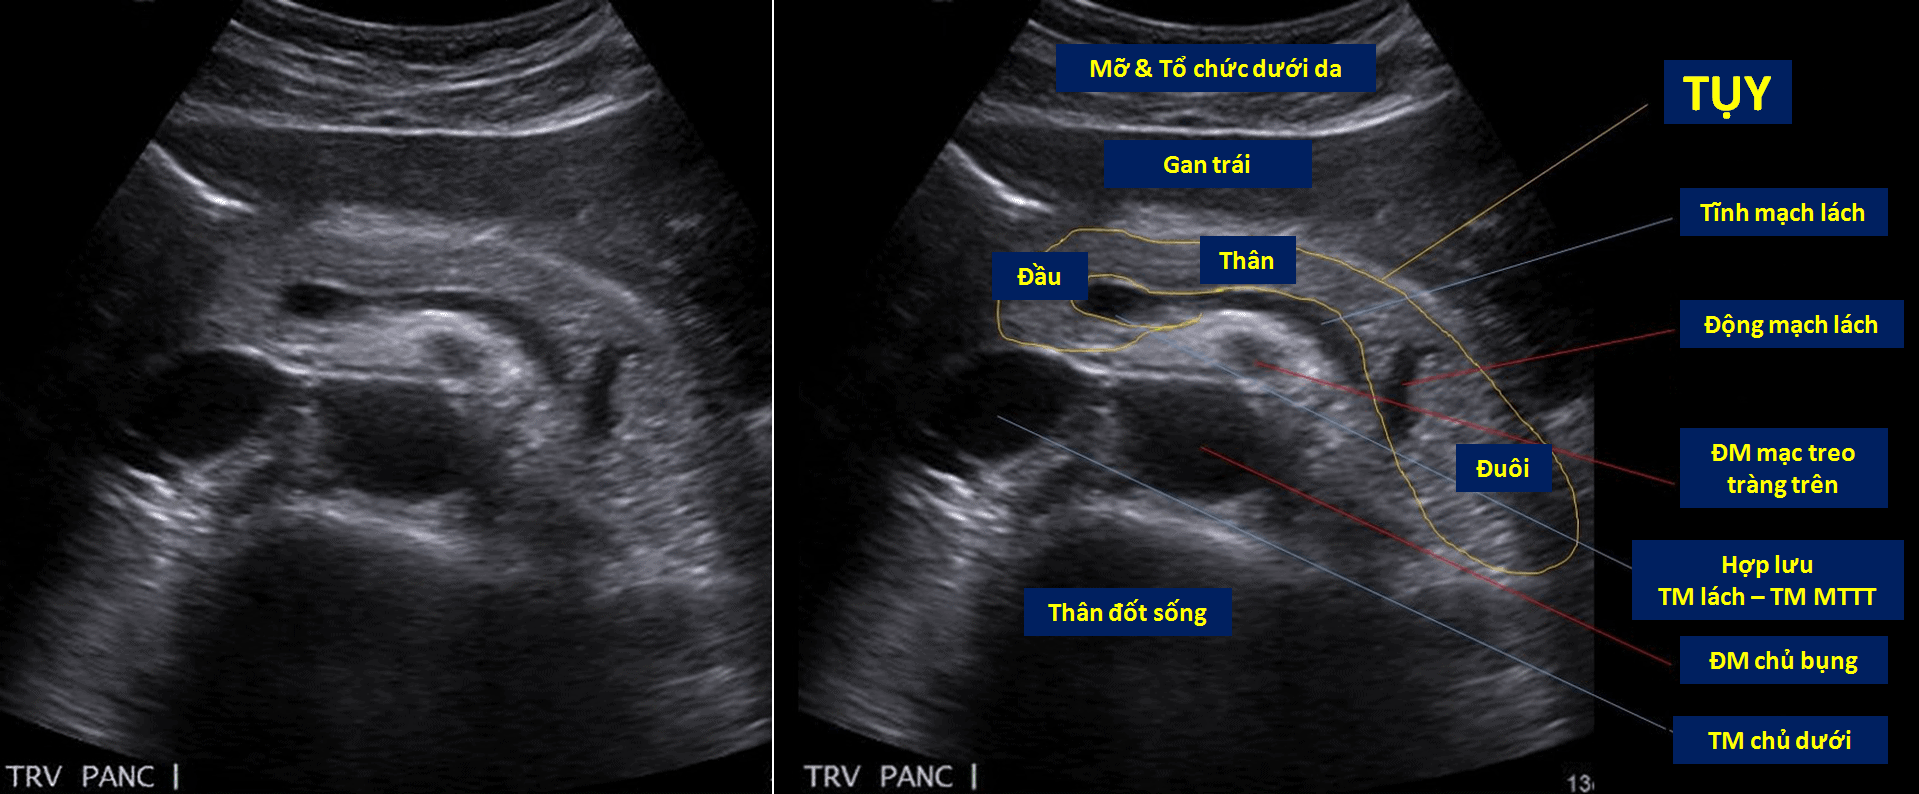 TRV PANC |
Mỡ & Tổ chức dưới da
TỤY
Gan trái
Tĩnh mạch lách
Thân
Đầu
Động mạch lách
ĐM mạc treo
tràng trên
Đuôi
Hợp lưu
TM lách – TM MTTT
Thân đốt sống
ĐM chủ bụng
TM chủ dưới
TRV PANC |
13